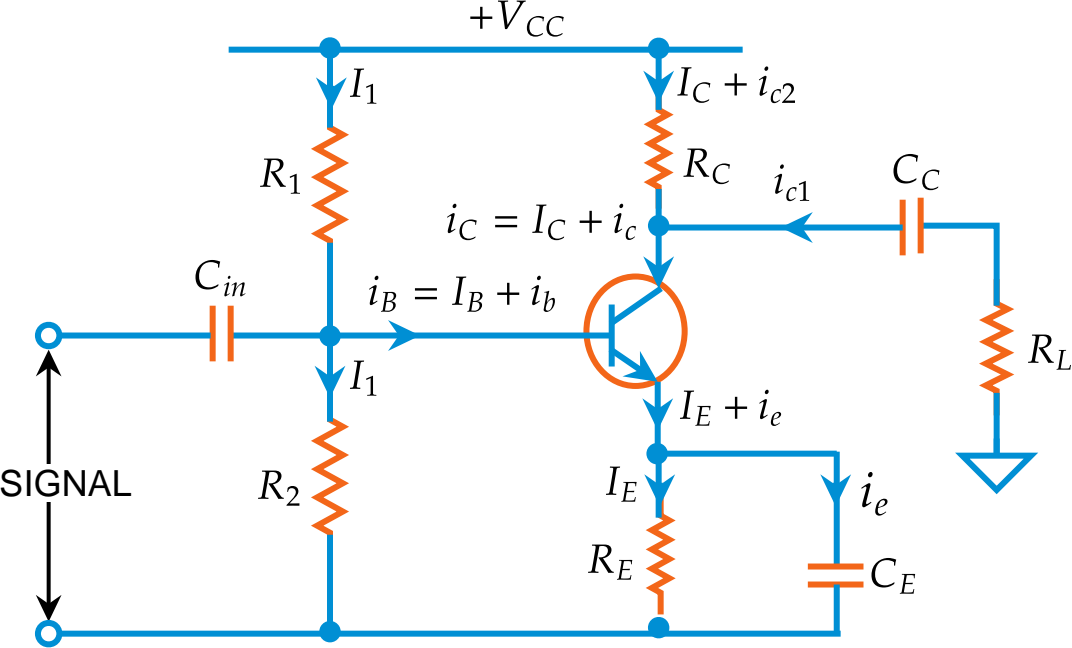 +V_CC
I_1
I_C + i_c2
R_1
R_C
i_c1
C_C
i_C = I_C + i_c
C_in
i_B = I_B + i_b
I_1
R_L
I_E + i_e
SIGNAL
R_2
I_E
i_e
R_E
C_E